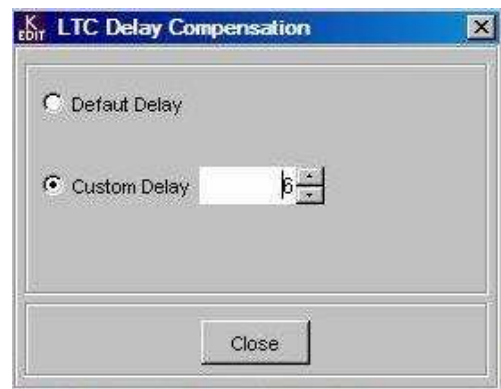 K EDIT LTC Delay Compensation
Defaut Delay
Custom Delay 6
Close